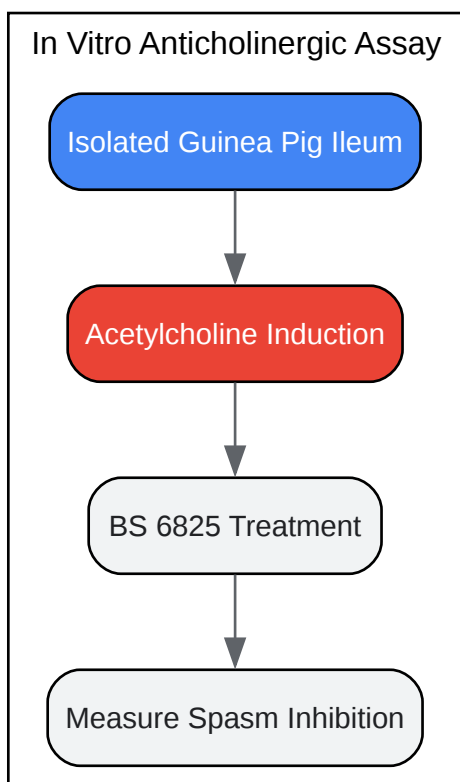 In Vitro Anticholinergic Assay
Isolated Guinea Pig Ileum
Acetylcholine Induction
BS 6825 Treatment
Measure Spasm Inhibition